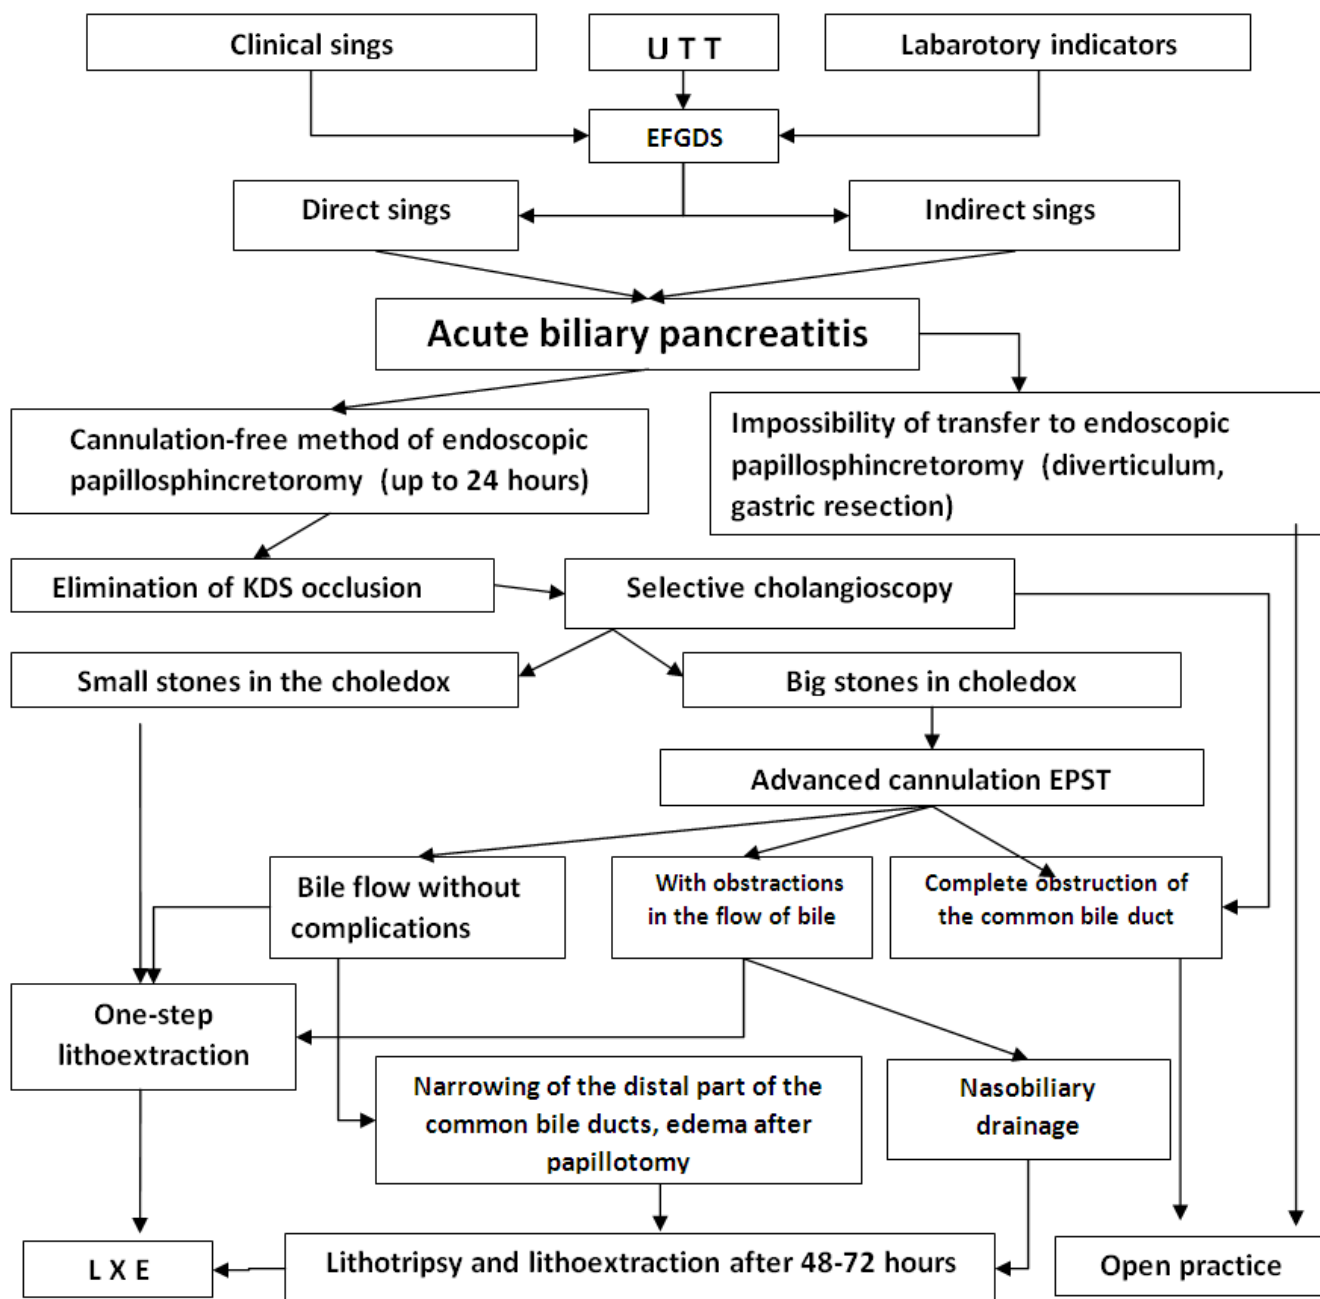 Clinical sings
U T T
Labarotory indicators
EFGDS
Direct sings
Indirect sings
Acute biliary pancreatitis
Cannulation-free method of endoscopic
papillosphincretoromy (up to 24 hours)
Impossibility of transfer to endoscopic
papillosphincretoromy (diverticulum,
gastric resection)
Elimination of KDS occlusion
Selective cholangioscopy
Small stones in the choledox
Big stones in choledox
Advanced cannulation EPST
Bile flow without
complications
With obstractions
in the flow of bile
Complete obstruction of
the common bile duct
One-step
lithoextraction
Narrowing of the distal part of the
common bile ducts, edema after
papillotomy
Nasobiliary
drainage
L X E
Lithotripsy and lithoextraction after 48-72 hours
Open practice